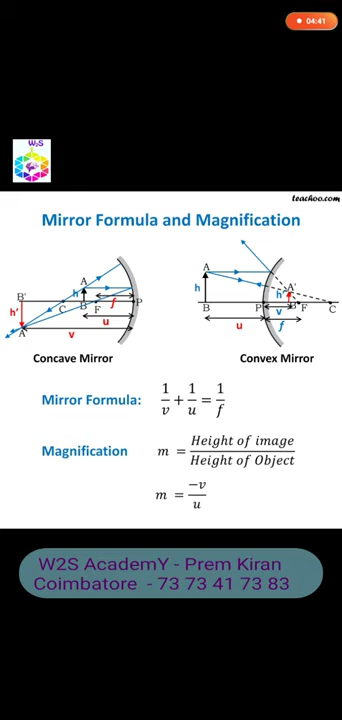 04:41
W2S
teachoo.com
Mirror Formula and Magnification
A
h
B'
C
B
F
f
P
h'
u
A'
v
A
h
h'
A'
B
P
v
B'
F
C
u
f
Concave Mirror
Convex Mirror
Mirror Formula: 1/v + 1/u = 1/f
Magnification m = Height of image / Height of Object
m = −v / u
W2S AcademY - Prem Kiran
Coimbatore - 73 73 41 73 83